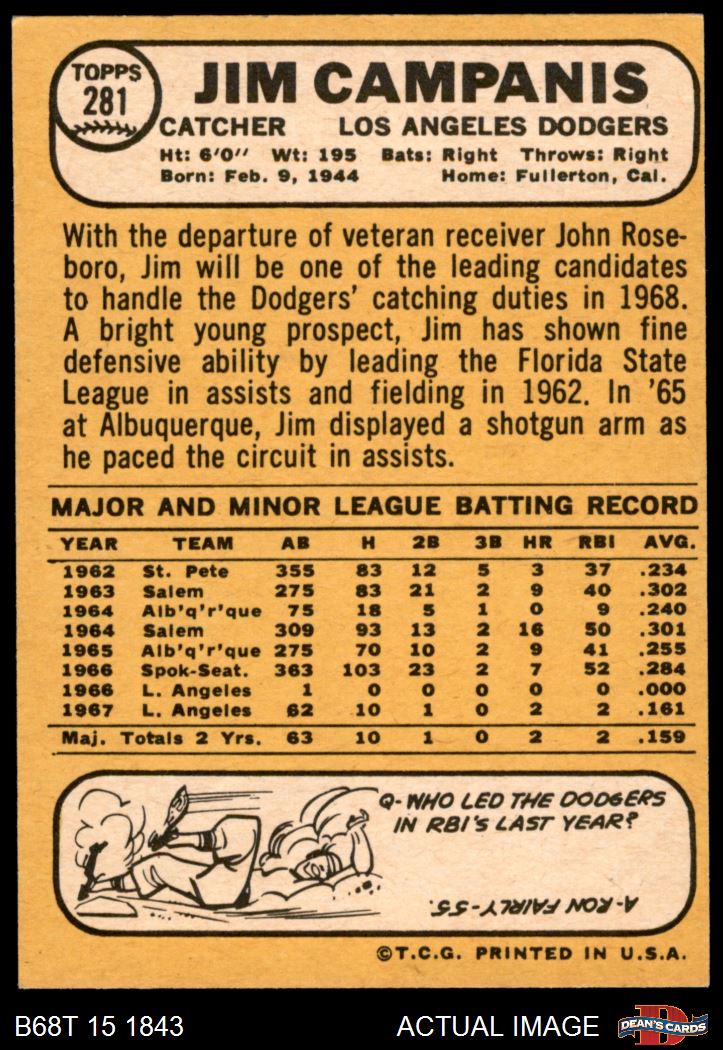 TOPPS
281
JIM CAMPANIS
CATCHER LOS ANGELES DODGERS
Ht: 6'0" Wt: 195 Bats: Right Throws: Right
Born: Feb. 9, 1944 Home: Fullerton, Cal.
With the departure of veteran receiver John Rose-
boro, Jim will be one of the leading candidates
to handle the Dodgers' catching duties in 1968.
A bright young prospect, Jim has shown fine
defensive ability by leading the Florida State
League in assists and fielding in 1962. In '65
at Albuquerque, Jim displayed a shotgun arm as
he paced the circuit in assists.
MAJOR AND MINOR LEAGUE BATTING RECORD
YEAR TEAM AB H 2B 3B HR RBI AVG.
1962 St. Pete 355 83 12 5 3 37 .234
1963 Salem 275 83 21 2 9 40 .302
1964 Alb'q'r'que 75 18 5 1 0 9 .240
1964 Salem 309 93 13 2 16 50 .301
1965 Alb'q'r'que 275 70 10 2 9 41 .255
1966 Spok-Seat. 363 103 23 2 7 52 .284
1966 L. Angeles 1 0 0 0 0 0 .000
1967 L. Angeles 62 10 1 0 2 2 .161
Maj. Totals 2 Yrs. 63 10 1 0 2 2 .159
Q-WHO LED THE DODGERS
IN RBI'S LAST YEAR?
A-RON FAIRLY-55.
©T.C.G. PRINTED IN U.S.A.
B68T 15 1843 ACTUAL IMAGE
D
DEAN'S CARDS